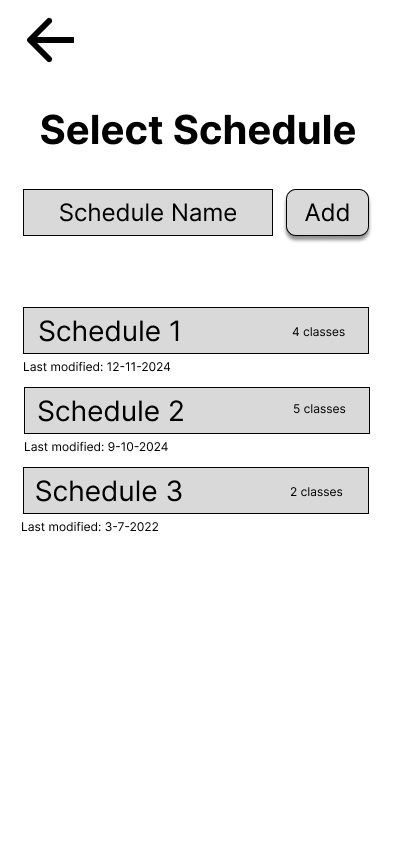 Select Schedule
Schedule Name
Add
Schedule 1
4 classes
Last modified: 12-11-2024
Schedule 2
5 classes
Last modified: 9-10-2024
Schedule 3
2 classes
Last modified: 3-7-2022